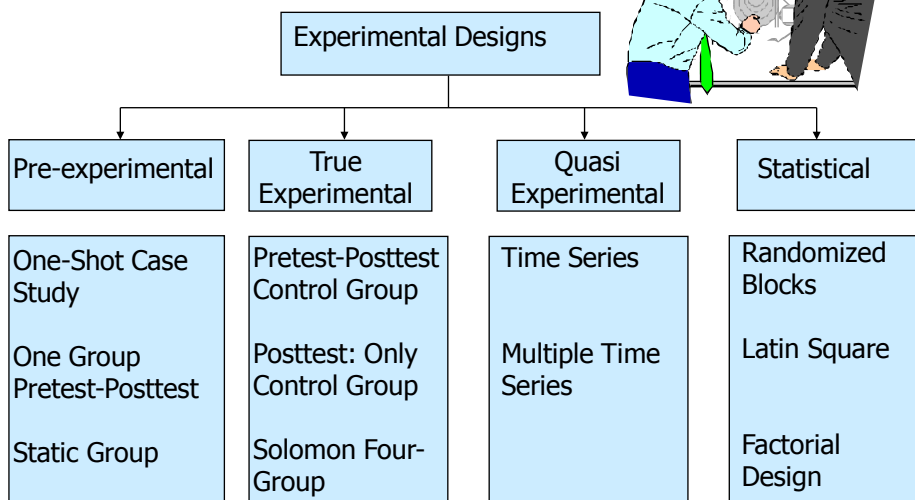 Experimental Designs
Pre-experimental
True
Experimental
Quasi
Experimental
Statistical
One-Shot Case
Study
One Group
Pretest-Posttest
Static Group
Pretest-Posttest
Control Group
Posttest: Only
Control Group
Solomon Four-
Group
Time Series
Multiple Time
Series
Randomized
Blocks
Latin Square
Factorial
Design